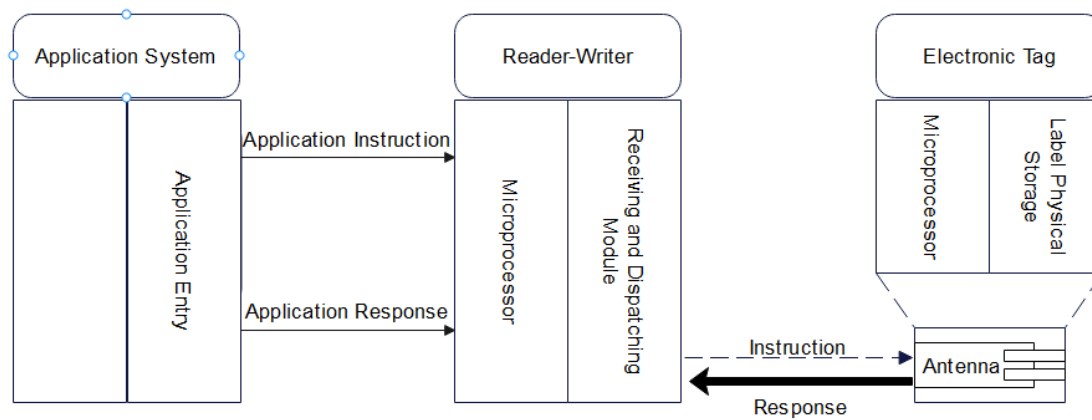 Application System
Reader-Writer
Electronic Tag
Application Instruction
Application Entry
Application Response
Microprocessor
Receiving and Dispatching
Module
Microprocessor
Label Physical
Storage
Instruction
Antenna
Response